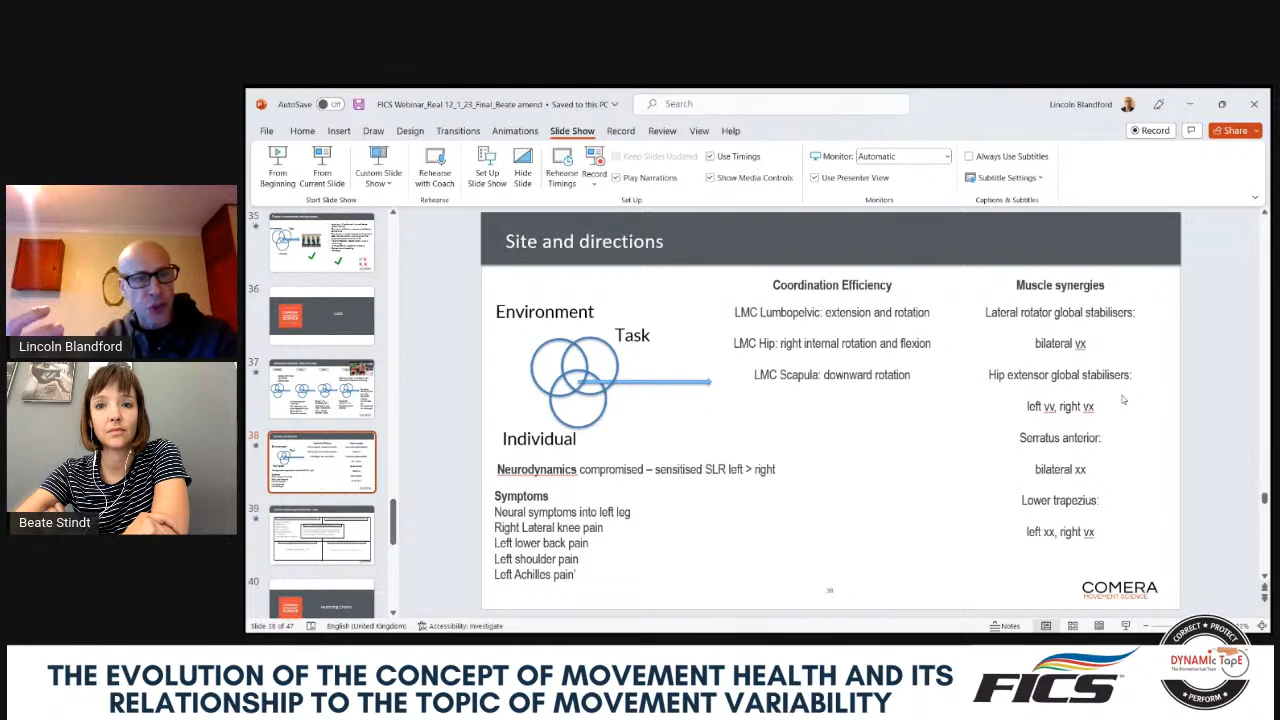 AutoSave Off FICS Webinar_Real 12_1_23_Final_Beate amend • Saved to this PC Search Lincoln Blandford
File Home Insert Draw Design Transitions Animations Slide Show Record Review View Help Record Share
From Beginning
From Current Slide
Custom Slide Show
Rehearse with Coach
Set Up Slide Show
Hide Slide
Rehearse Timings
Record
Keep Slides Updated
Play Narrations
Use Timings
Show Media Controls
Monitor: Automatic
Use Presenter View
Always Use Subtitles
Subtitle Settings
Start Slide Show Rehearse Set Up Monitors Captions & Subtitles
35
36
37
38
39
40
Site and directions
Environment
Task
Individual
Neurodynamics compromised – sensitised SLR left > right
Symptoms
Neural symptoms into left leg
Right Lateral knee pain
Left lower back pain
Left shoulder pain
Left Achilles pain'
Coordination Efficiency
LMC Lumbopelvic: extension and rotation
LMC Hip: right internal rotation and flexion
LMC Scapula: downward rotation
Muscle synergies
Lateral rotator global stabilisers:
bilateral vx
Hip extensor global stabilisers:
left vv, right vx
Serratus anterior:
bilateral xx
Lower trapezius:
left xx, right vx
38
COMERA
MOVEMENT SCIENCE
Slide 38 of 47 English (United Kingdom) Accessibility: Investigate Notes
Lincoln Blandford
Beate Stindt
THE EVOLUTION OF THE CONCEPT OF MOVEMENT HEALTH AND ITS
RELATIONSHIP TO THE TOPIC OF MOVEMENT VARIABILITY
FICS
CORRECT • PROTECT
DYNAMIC TAPE
The Biomechanical Tape
PERFORM